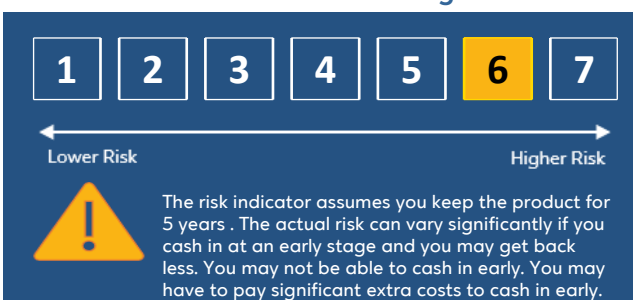 1 2 3 4 5 6 7
Lower Risk Higher Risk
The risk indicator assumes you keep the product for
5 years . The actual risk can vary significantly if you
cash in at an early stage and you may get back
less. You may not be able to cash in early. You may
have to pay significant extra costs to cash in early.